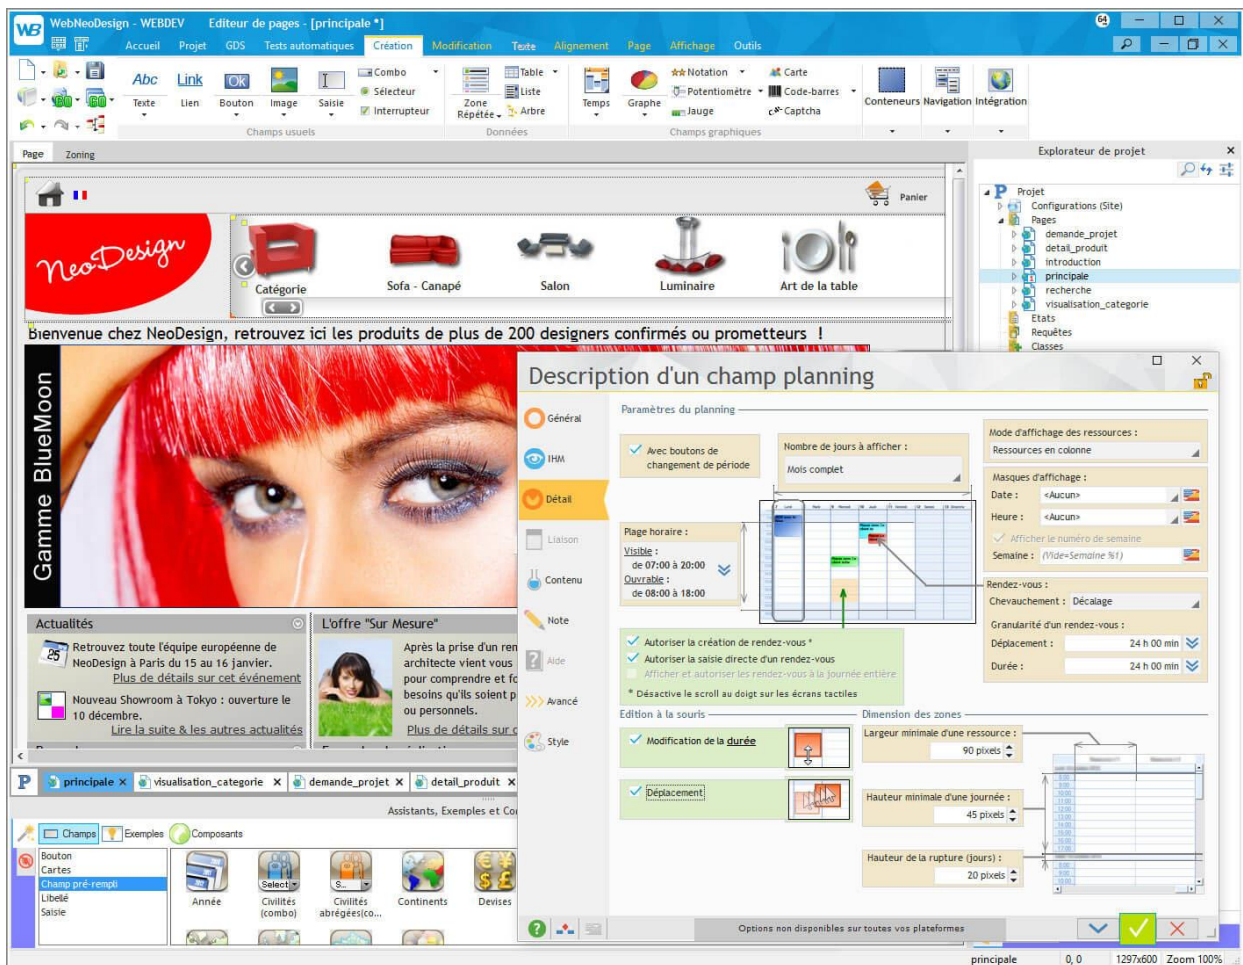 WebNeoDesign - WEBDEV Editeur de pages - [principale *]
64
WB
Accueil Projet GDS Tests automatiques Création Modification Texte Alignement Page Affichage Outils
Abc Link Ok
Texte Lien Bouton Image Saisie
Combo
Sélecteur
Interrupteur
Champs usuels
Zone Répétée
Table
Liste
Arbre
Données
Temps Graphe
Notation
Potentiomètre
Jauge
Carte
Code-barres
Captcha
Champs graphiques
Conteneurs Navigation Intégration
Page Zoning
Panier
NeoDesign
Catégorie Sofa - Canapé Salon Luminaire Art de la table
Bienvenue chez NeoDesign, retrouvez ici les produits de plus de 200 designers confirmés ou prometteurs !
Gamme BlueMoon
Actualités
25
Retrouvez toute l'équipe européenne de
NeoDesign à Paris du 15 au 16 janvier.
Plus de détails sur cet événement
Nouveau Showroom à Tokyo : ouverture le
10 décembre.
Lire la suite & les autres actualités
L'offre "Sur Mesure"
Après la prise d'un
architecte vient vous
pour comprendre et
besoins qu'ils soient
ou personnels.
Plus de détails sur
Explorateur de projet
Projet
Configurations (Site)
Pages
demande_projet
detail_produit
introduction
principale
recherche
visualisation_categorie
Etats
Requêtes
Classes
Description d'un champ planning
Général
IHM
Détail
Liaison
Contenu
Note
Aide
Avancé
Style
Paramètres du planning
Avec boutons de
changement de période
Nombre de jours à afficher :
Mois complet
Mode d'affichage des ressources :
Ressources en colonne
Masques d'affichage :
Date : <Aucun>
Heure : <Aucun>
Afficher le numéro de semaine
Semaine : (Vide=Semaine %1)
Plage horaire :
Visible :
de 07:00 à 20:00
Ouvrable :
de 08:00 à 18:00
Rendez-vous :
Chevauchement : Décalage
Granularité d'un rendez-vous :
Déplacement : 24 h 00 min
Durée : 24 h 00 min
Autoriser la création de rendez-vous *
Autoriser la saisie directe d'un rendez-vous
Afficher et autoriser les rendez-vous à la journée entière
* Désactive le scroll au doigt sur les écrans tactiles
Edition à la souris
Modification de la durée
Déplacement
Dimension des zones
Largeur minimale d'une ressource :
90 pixels
Hauteur minimale d'une journée :
45 pixels
Hauteur de la rupture (jours) :
20 pixels
Options non disponibles sur toutes vos plateformes
principale X visualisation_categorie X demande_projet X detail_produit X
Assistants, Exemples et
Champs Exemples Composants
Bouton
Cartes
Champ pré-rempli
Libellé
Saisie
Select S...
Année
Civilités
(combo)
Civilités
abrégées(co...
Continents
Devises
principale 0, 0 1297x600 Zoom 100%